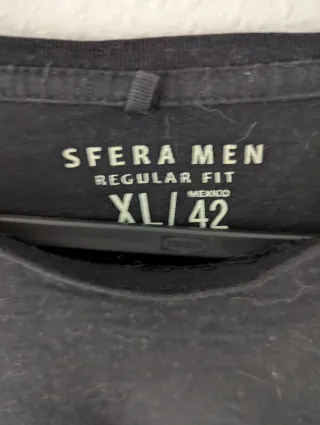 SFERA MEN
REGULAR FIT
MEXICO
XL/42